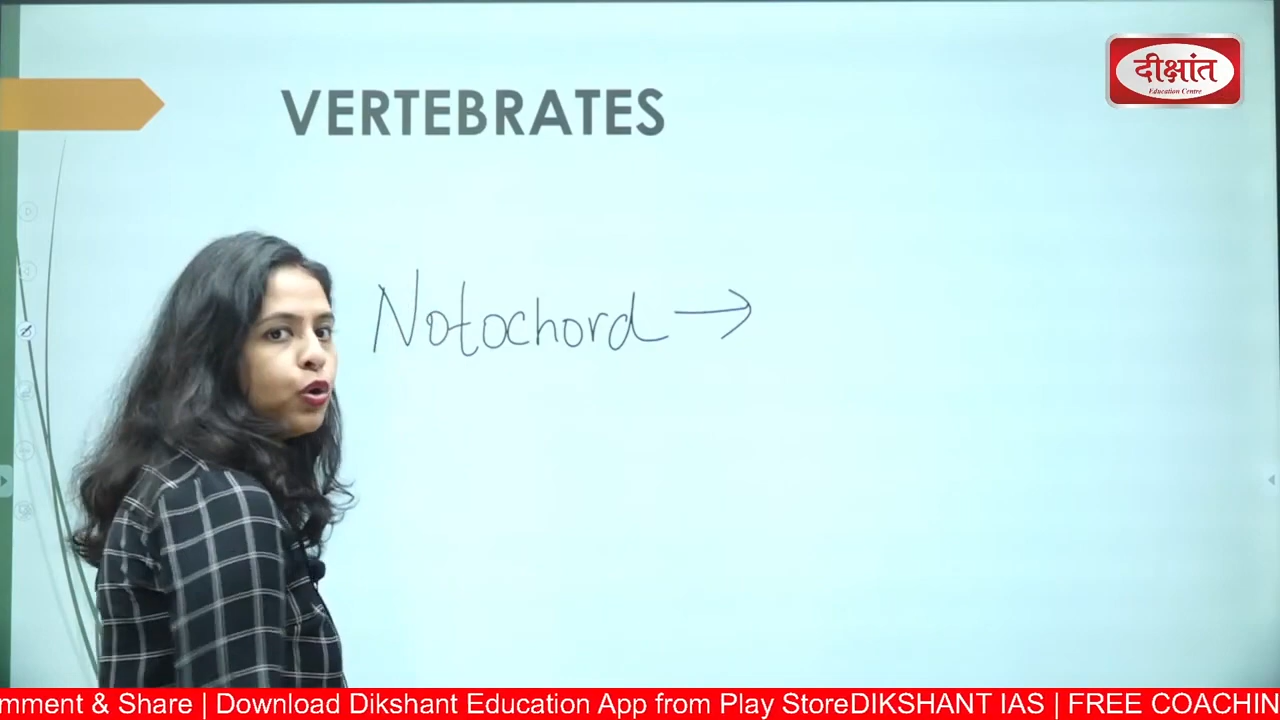 दीक्षांत
Education Centre
VERTEBRATES
Notochord →
mment & Share | Download Dikshant Education App from Play StoreDIKSHANT IAS | FREE COACHIN